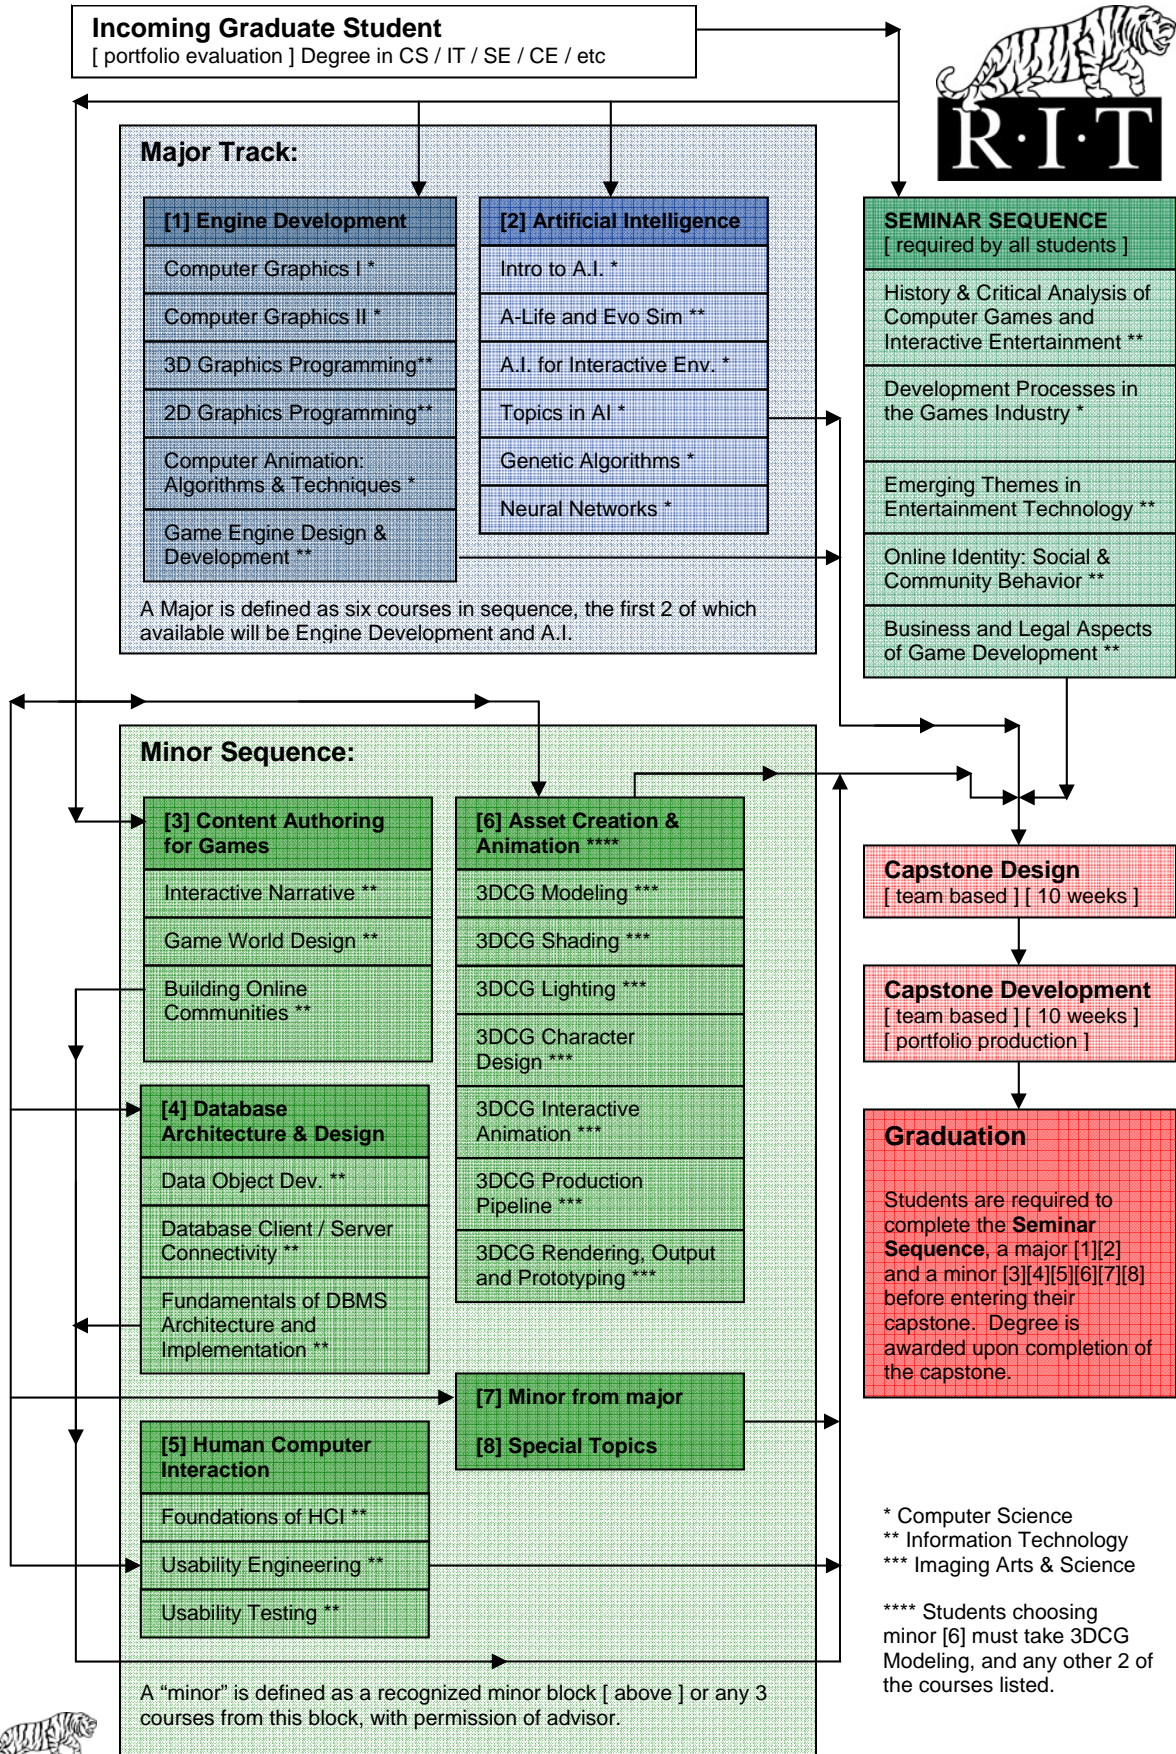 Incoming Graduate Student
[ portfolio evaluation ] Degree in CS / IT / SE / CE / etc
R·I·T
Major Track:
[1] Engine Development
Computer Graphics I *
Computer Graphics II *
3D Graphics Programming**
2D Graphics Programming**
Computer Animation:
Algorithms & Techniques *
Game Engine Design &
Development **
[2] Artificial Intelligence
Intro to A.I. *
A-Life and Evo Sim **
A.I. for Interactive Env. *
Topics in AI *
Genetic Algorithms *
Neural Networks *
A Major is defined as six courses in sequence, the first 2 of which
available will be Engine Development and A.I.
SEMINAR SEQUENCE
[ required by all students ]
History & Critical Analysis of
Computer Games and
Interactive Entertainment **
Development Processes in
the Games Industry *
Emerging Themes in
Entertainment Technology **
Online Identity: Social &
Community Behavior **
Business and Legal Aspects
of Game Development **
Minor Sequence:
[3] Content Authoring
for Games
Interactive Narrative **
Game World Design **
Building Online
Communities **
[4] Database
Architecture & Design
Data Object Dev. **
Database Client / Server
Connectivity **
Fundamentals of DBMS
Architecture and
Implementation **
[5] Human Computer
Interaction
Foundations of HCI **
Usability Engineering **
Usability Testing **
[6] Asset Creation &
Animation ****
3DCG Modeling ***
3DCG Shading ***
3DCG Lighting ***
3DCG Character
Design ***
3DCG Interactive
Animation ***
3DCG Production
Pipeline ***
3DCG Rendering, Output
and Prototyping ***
[7] Minor from major
[8] Special Topics
A “minor” is defined as a recognized minor block [ above ] or any 3
courses from this block, with permission of advisor.
Capstone Design
[ team based ] [ 10 weeks ]
Capstone Development
[ team based ] [ 10 weeks ]
[ portfolio production ]
Graduation
Students are required to
complete the Seminar
Sequence, a major [1][2]
and a minor [3][4][5][6][7][8]
before entering their
capstone. Degree is
awarded upon completion of
the capstone.
* Computer Science
** Information Technology
*** Imaging Arts & Science
**** Students choosing
minor [6] must take 3DCG
Modeling, and any other 2 of
the courses listed.